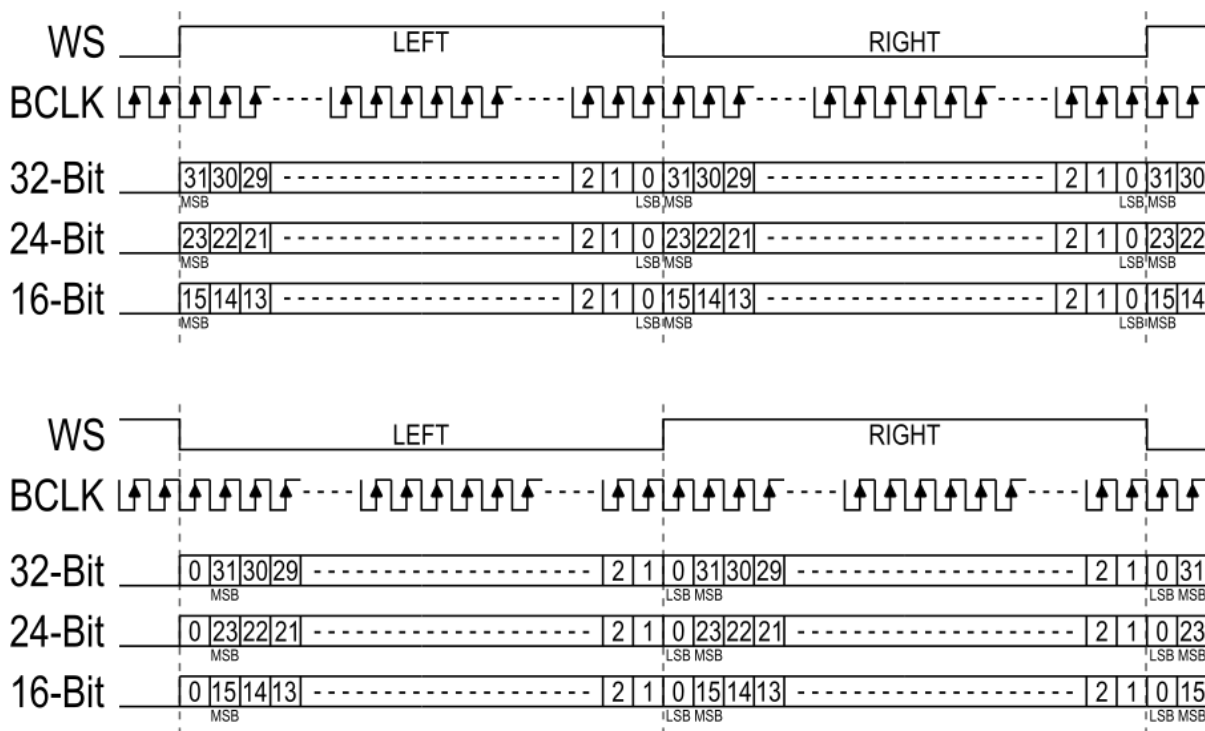 WS LEFT RIGHT
BCLK
32-Bit 31 30 29 2 1 0 31 30 29 2 1 0 31 30
MSB LSB MSB LSB MSB
24-Bit 23 22 21 2 1 0 23 22 21 2 1 0 23 22
MSB LSB MSB LSB MSB
16-Bit 15 14 13 2 1 0 15 14 13 2 1 0 15 14
MSB LSB MSB LSB MSB
WS LEFT RIGHT
BCLK
32-Bit 0 31 30 29 2 1 0 31 30 29 2 1 0 31
MSB LSB MSB LSB MSB
24-Bit 0 23 22 21 2 1 0 23 22 21 2 1 0 23
MSB LSB MSB LSB MSB
16-Bit 0 15 14 13 2 1 0 15 14 13 2 1 0 15
MSB LSB MSB LSB MSB